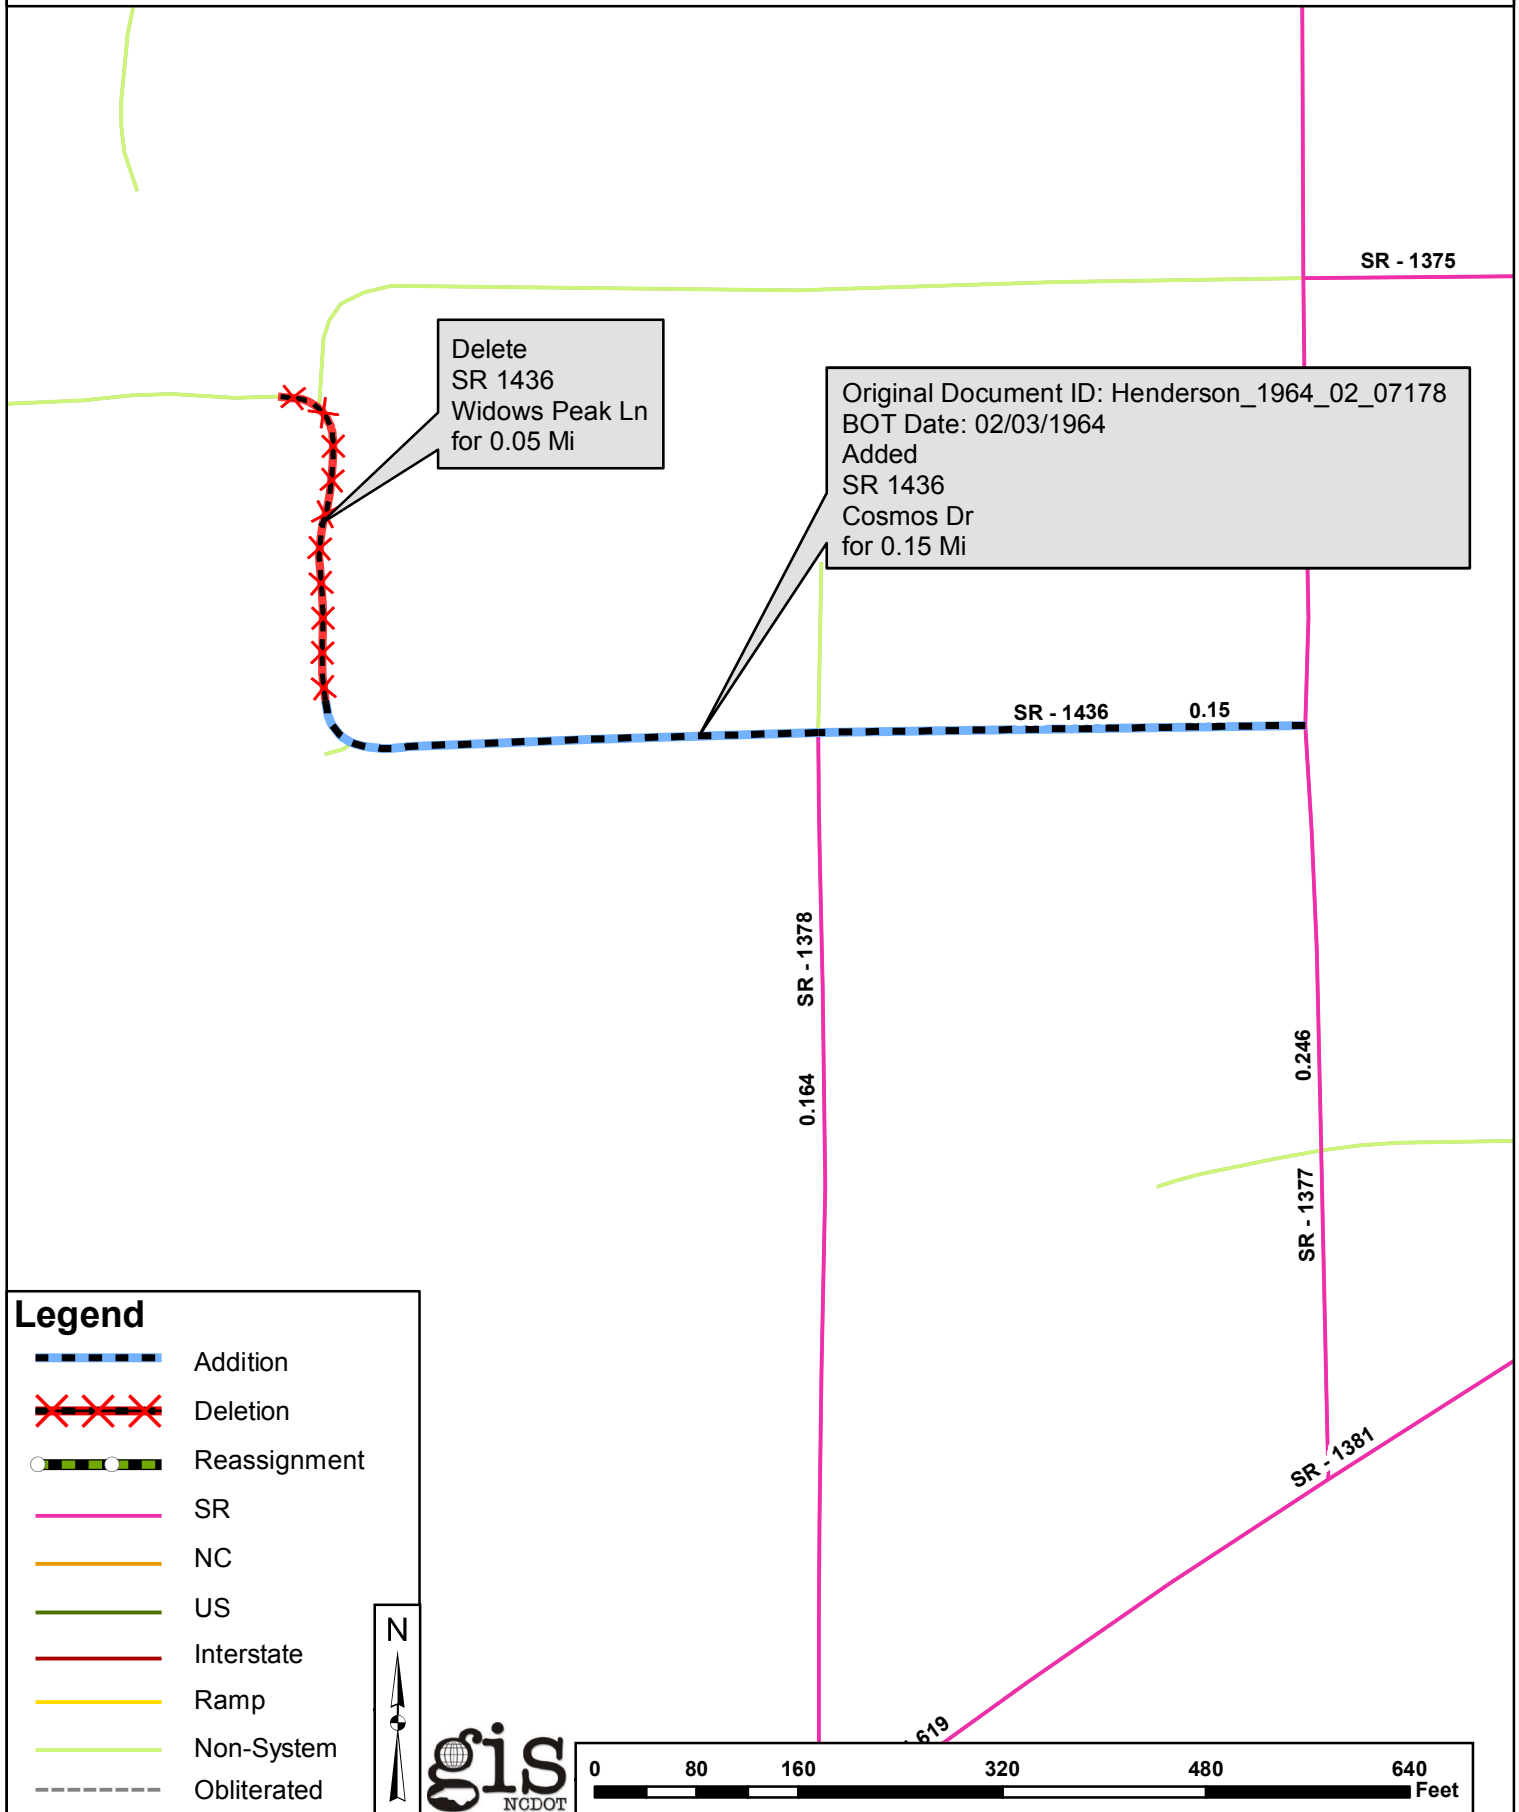 SR - 1375
Delete
SR 1436
Widows Peak Ln
for 0.05 Mi
Original Document ID: Henderson_1964_02_07178
BOT Date: 02/03/1964
Added
SR 1436
Cosmos Dr
for 0.15 Mi
SR - 1436 0.15
SR - 1378
0.164
0.246
SR - 1377
SR - 1381
Legend
Addition
Deletion
Reassignment
SR
NC
US
Interstate
Ramp
Non-System
Obliterated
N
gis
NCDOT
.619
0 80 160 320 480 640
Feet